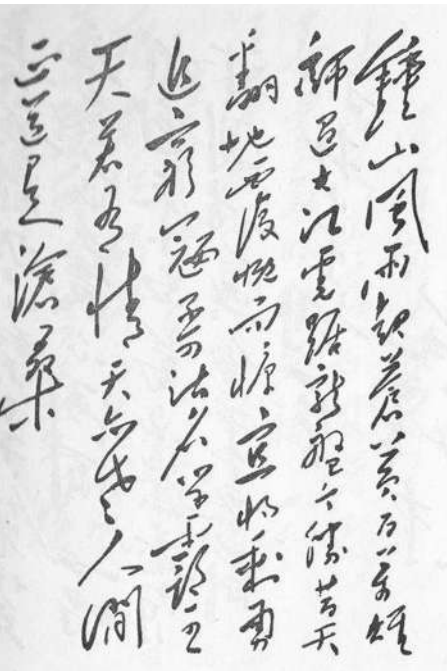 鐘山風雨起蒼黃百萬雄
師過大江虎踞龍盤今勝昔天
翻地覆慨而慷宜將剩勇
追窮寇不可沽名學霸王
天若有情天亦老人間
正道是滄桑